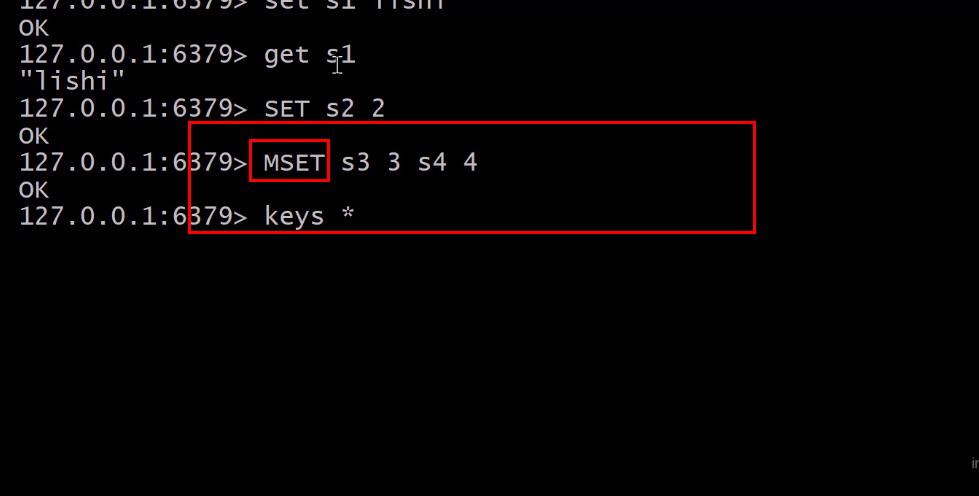 127.0.0.1:6379> set s1 lishi
OK
127.0.0.1:6379> get s1
"lishi"
127.0.0.1:6379> SET s2 2
OK
127.0.0.1:6379> MSET s3 3 s4 4
OK
127.0.0.1:6379> keys *